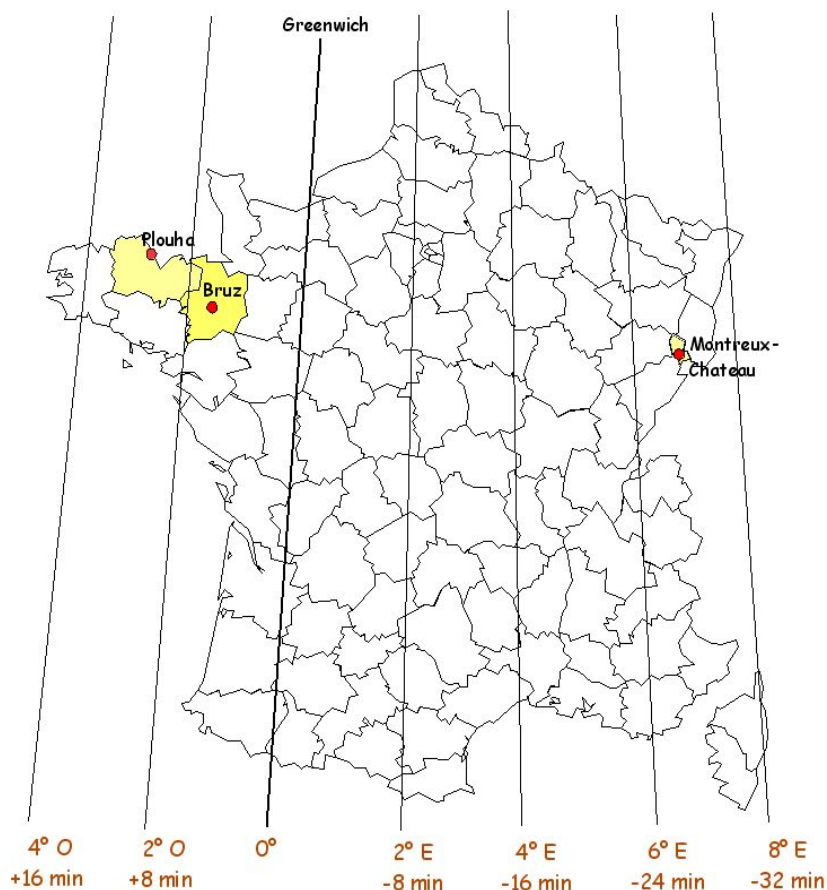 Greenwich
Plouha
Bruz
Montreux-
Chateau
4° O
2° O
0°
2° E
4° E
6° E
8° E
+16 min
+8 min
-8 min
-16 min
-24 min
-32 min